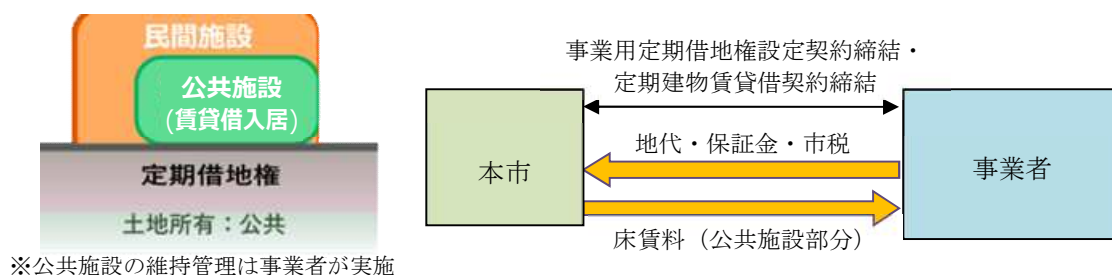 民間施設
公共施設
(賃貸借入居)
定期借地権
土地所有：公共
※公共施設の維持管理は事業者が実施
事業用定期借地権設定契約締結・
定期建物賃貸借契約締結
本市
地代・保証金・市税
事業者
床賃料（公共施設部分）